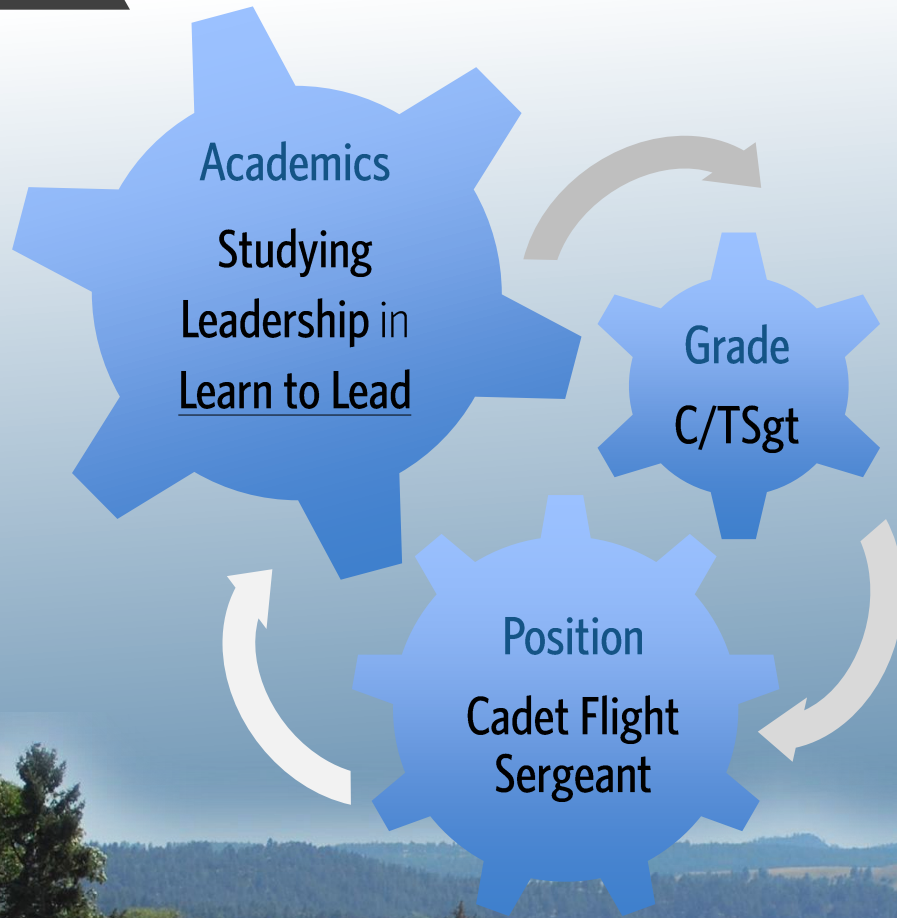 Academics
Studying
Leadership in
Learn to Lead
Grade
C/TSgt
Position
Cadet Flight
Sergeant